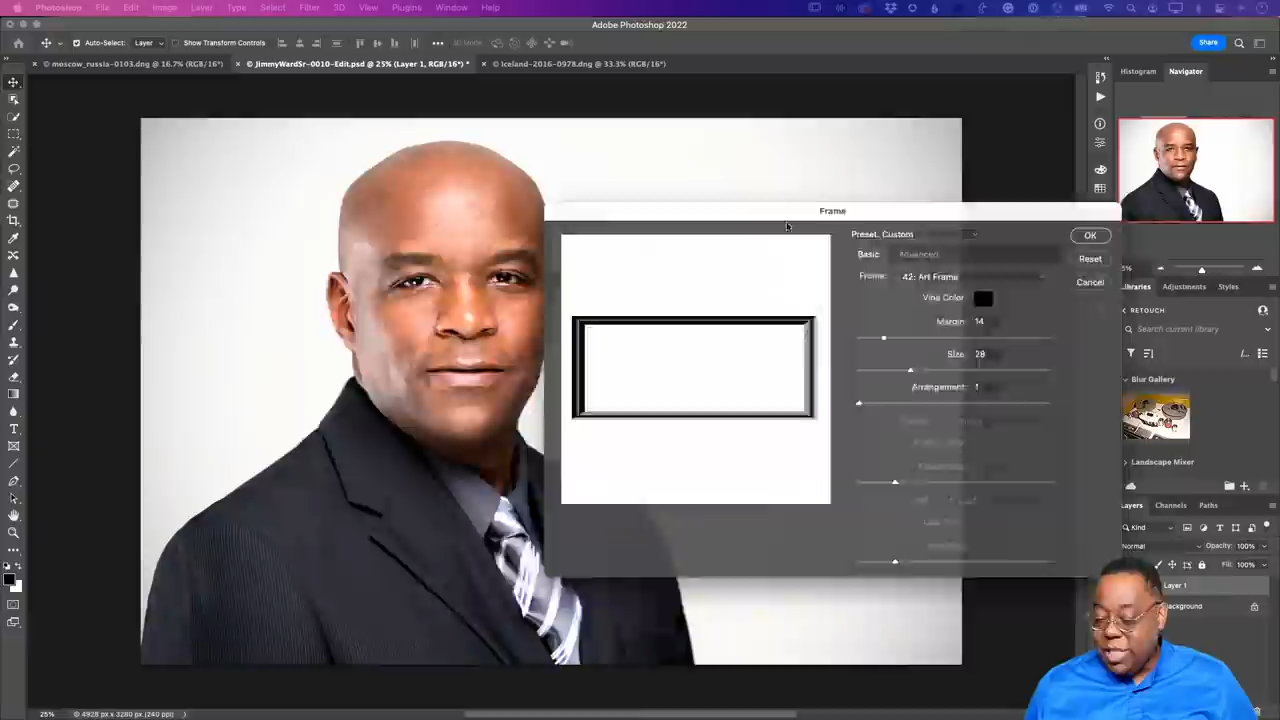 Photoshop File Edit Image Layer Type Select Filter 3D View Plugins Window Help
Adobe Photoshop 2022
Auto-Select: Layer Show Transform Controls 3D Mode Share
© moscow_russia-0103.dng @ 16.7% (RGB/16*) © JimmyWardSr-0010-Edit.psd @ 25% (Layer 1, RGB/16*) * © Iceland-2016-0978.dng @ 33.3% (RGB/16*)
Histogram Navigator
Frame
Preset: Custom OK
Basic Advanced
Reset
Frame: 42: Art Frame
Cancel
Vine Color
Margin 14
Size 28
Arrangement 1
5%
Libraries Adjustments Styles
RETOUCH
Search current library
Blur Gallery
Landscape Mixer
Layers Channels Paths
Kind
Normal Opacity: 100%
Fill: 100%
Layer 1
ackground
25% © 4928 px x 3280 px (240 ppi)